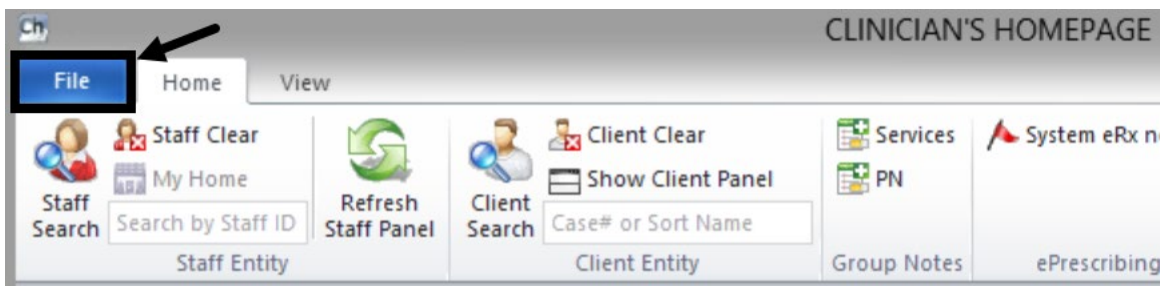 Ch
CLINICIAN'S HOMEPAGE
File Home View
Staff Search
Staff Clear
My Home
Search by Staff ID
Refresh Staff Panel
Staff Entity
Client Search
Client Clear
Show Client Panel
Case# or Sort Name
Client Entity
Services
PN
Group Notes
System eRx
ePrescribing